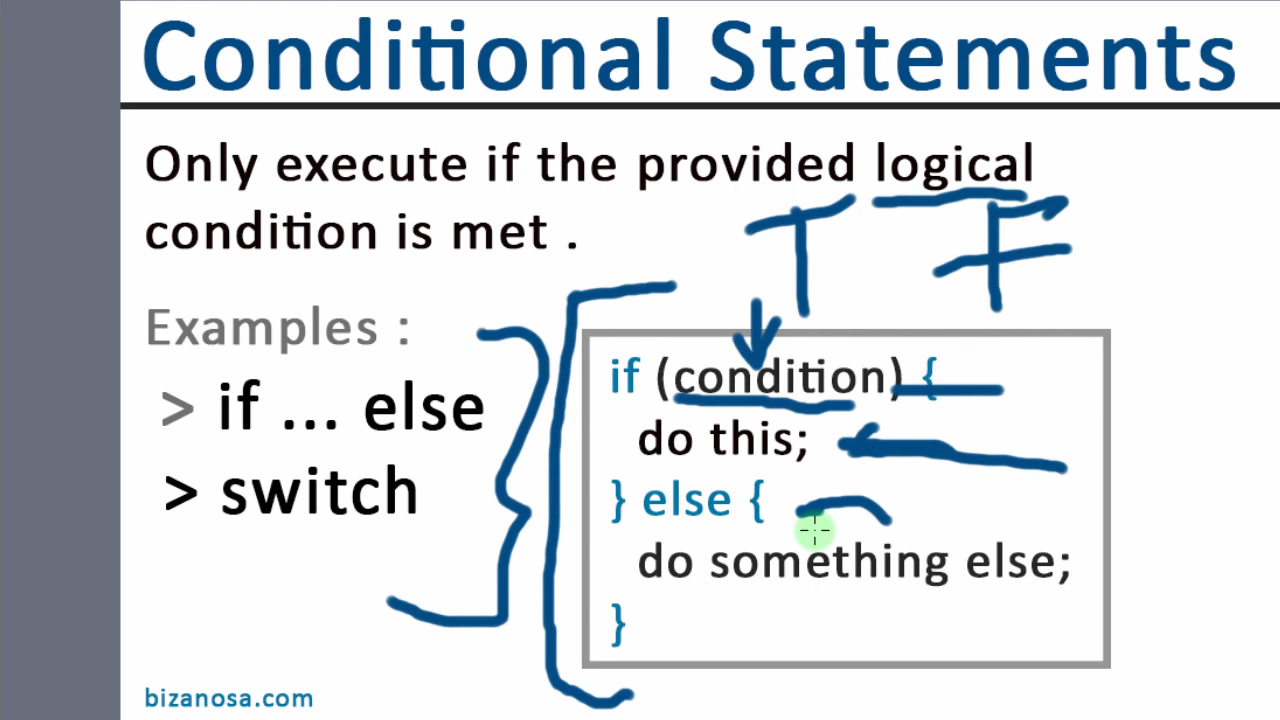 Conditional Statements
Only execute if the provided logical
condition is met .
T F
Examples :
> if ... else
> switch
if (condition) {
do this;
} else {
do something else;
}
bizanosa.com